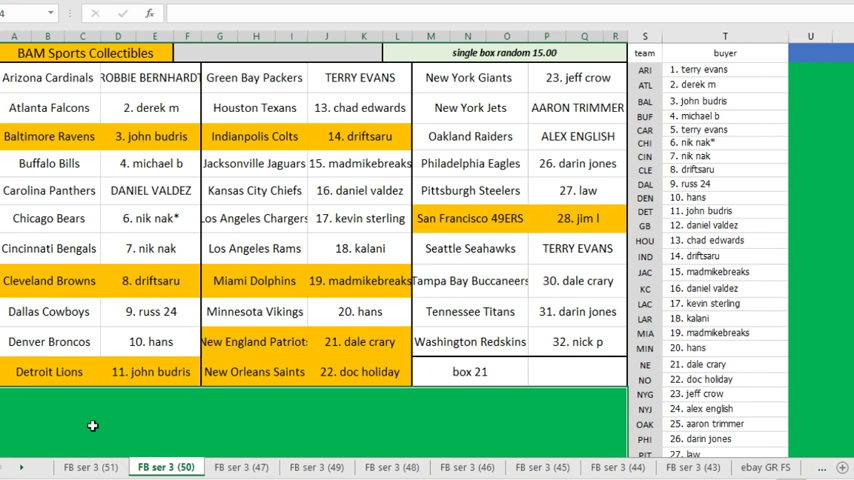 4
fx
A B C D E F G H I J K L M N O P Q R S T U
BAM Sports Collectibles single box random 15.00 team buyer
Arizona Cardinals ROBBIE BERNHARDT Green Bay Packers TERRY EVANS New York Giants 23. jeff crow ARI 1. terry evans
Atlanta Falcons 2. derek m Houston Texans 13. chad edwards New York Jets AARON TRIMMER ATL 2. derek m
Baltimore Ravens 3. john budris Indianpolis Colts 14. driftsaru Oakland Raiders ALEX ENGLISH BAL 3. john budris
BUF 4. michael b
Buffalo Bills 4. michael b Jacksonville Jaguars 15. madmikebreaks Philadelphia Eagles 26. darin jones CAR 5. terry evans
CHI 6. nik nak*
CIN 7. nik nak
Carolina Panthers DANIEL VALDEZ Kansas City Chiefs 16. daniel valdez Pittsburgh Steelers 27. law CLE 8. driftsaru
DAL 9. russ 24
DEN 10. hans
Chicago Bears 6. nik nak* Los Angeles Chargers 17. kevin sterling San Francisco 49ERS 28. jim l DET 11. john budris
GB 12. daniel valdez
Cincinnati Bengals 7. nik nak Los Angeles Rams 18. kalani Seattle Seahawks TERRY EVANS HOU 13. chad edwards
IND 14. driftsaru
JAC 15. madmikebreaks
Cleveland Browns 8. driftsaru Miami Dolphins 19. madmikebreaks Tampa Bay Buccaneers 30. dale crary KC 16. daniel valdez
LAC 17. kevin sterling
Dallas Cowboys 9. russ 24 Minnesota Vikings 20. hans Tennessee Titans 31. darin jones LAR 18. kalani
MIA 19. madmikebreaks
Denver Broncos 10. hans New England Patriots 21. dale crary Washington Redskins 32. nick p MIN 20. hans
NE 21. dale crary
Detroit Lions 11. john budris New Orleans Saints 22. doc holiday box 21 NO 22. doc holiday
NYG 23. jeff crow
NYJ 24. alex english
OAK 25. aaron trimmer
PHI 26. darin jones
PIT 27. law
FB ser 3 (51) FB ser 3 (50) FB ser 3 (47) FB ser 3 (49) FB ser 3 (48) FB ser 3 (46) FB ser 3 (45) FB ser 3 (44) FB ser 3 (43) ebay GR FS ...